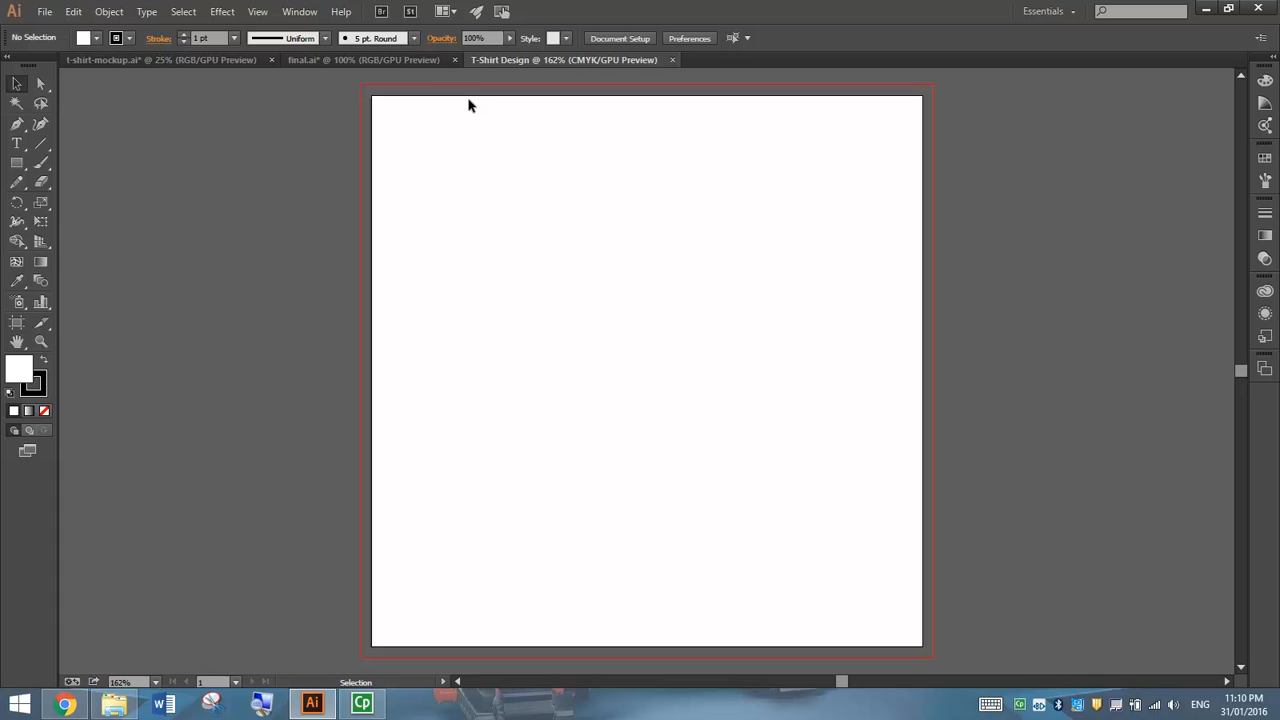 Ai File Edit Object Type Select Effect View Window Help Br St Essentials
No Selection Stroke: 1 pt Uniform 5 pt. Round Opacity: 100% Style: Document Setup Preferences
t-shirt-mockup.ai* @ 25% (RGB/GPU Preview) × final.ai* @ 100% (RGB/GPU Preview) × T-Shirt Design @ 162% (CMYK/GPU Preview) ×
T
162% 1 Selection
Ai Cp Cp ENG 11:10 PM
31/01/2016